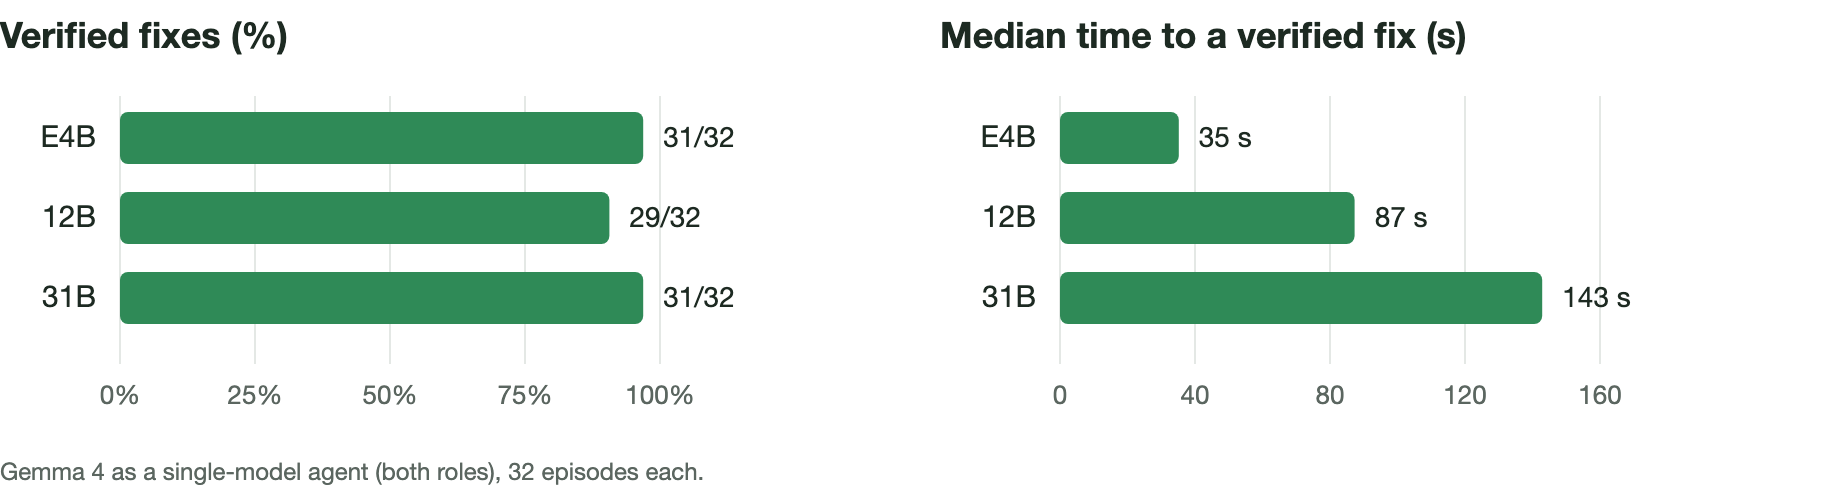 Verified fixes (%)
E4B
31/32
12B
29/32
31B
31/32
0% 25% 50% 75% 100%
Median time to a verified fix (s)
E4B
35 s
12B
87 s
31B
143 s
0 40 80 120 160
Gemma 4 as a single-model agent (both roles), 32 episodes each.